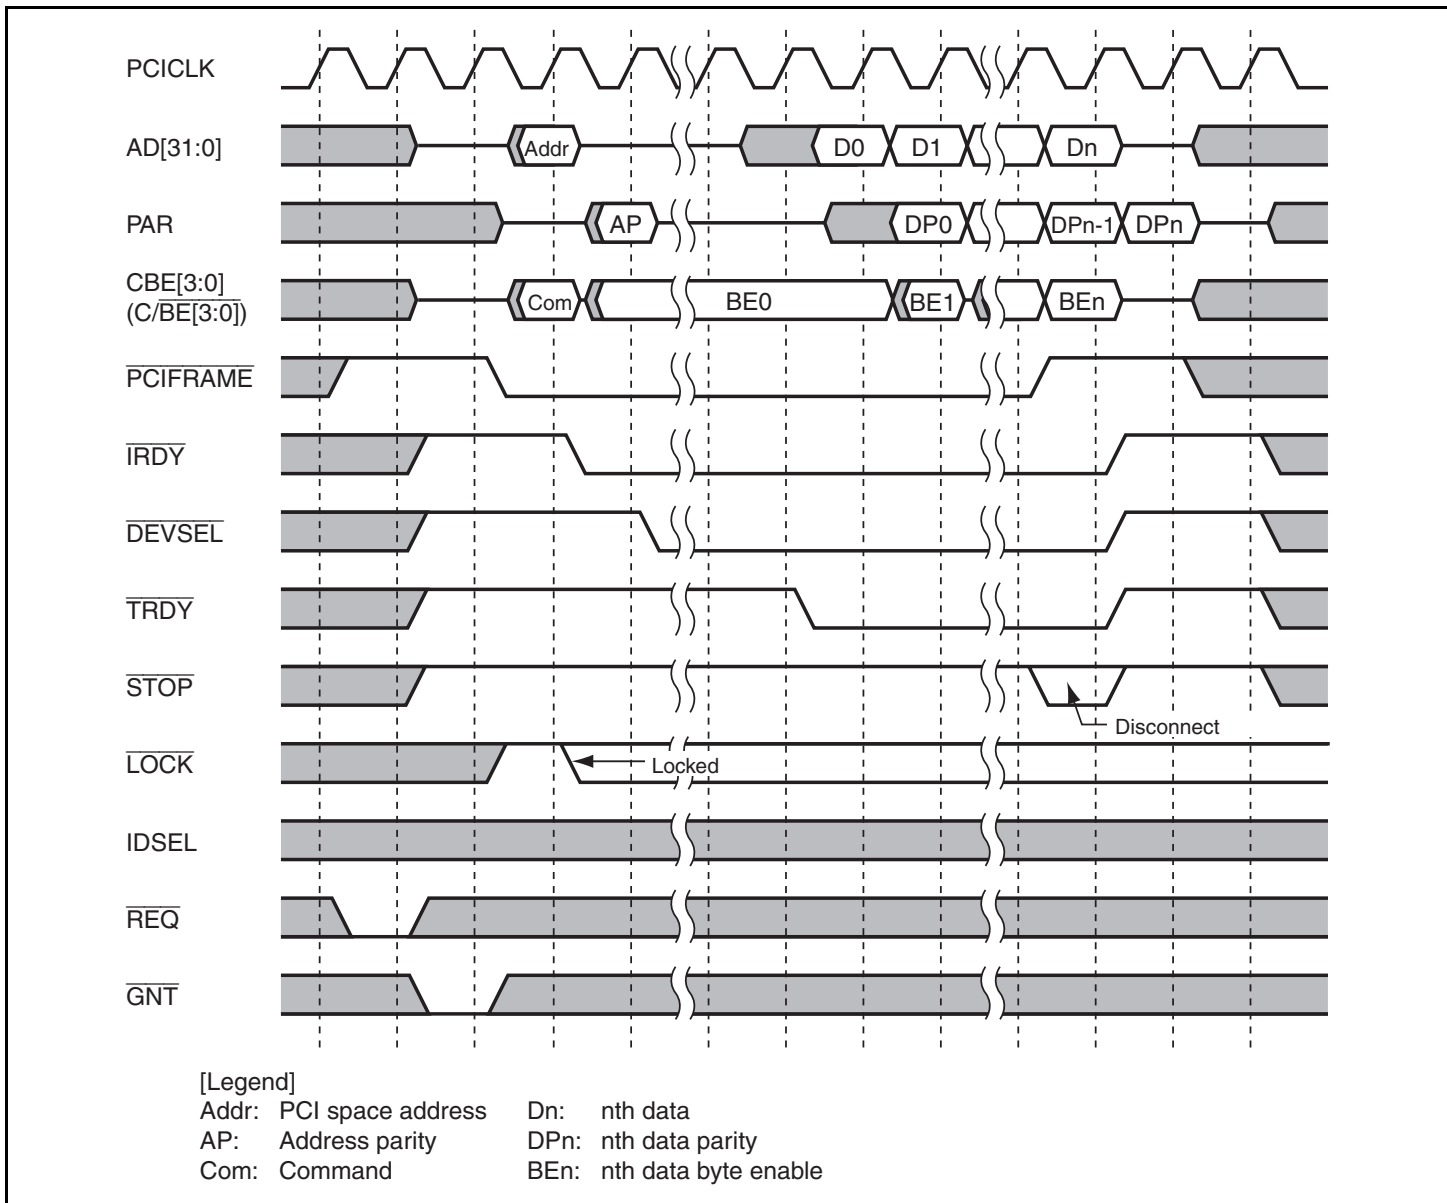 PCICLK
AD[31:0]
Addr D0 D1 Dn
PAR
AP DP0 DPn-1 DPn
CBE[3:0]
(C/BE[3:0])
Com BE0 BE1 BEn
PCIFRAME
IRDY
DEVSEL
TRDY
STOP
Disconnect
LOCK
Locked
IDSEL
REQ
GNT
[Legend]
Addr: PCI space address Dn: nth data
AP: Address parity DPn: nth data parity
Com: Command BEn: nth data byte enable